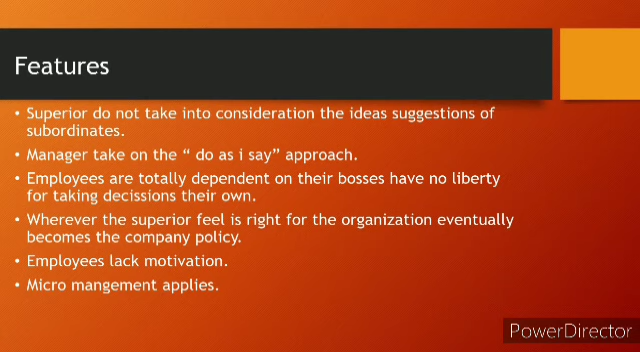 Features
• Superior do not take into consideration the ideas suggestions of
subordinates.
• Manager take on the “ do as i say” approach.
• Employees are totally dependent on their bosses have no liberty
for taking decissions their own.
• Wherever the superior feel is right for the organization eventually
becomes the company policy.
• Employees lack motivation.
• Micro mangement applies.
PowerDirector